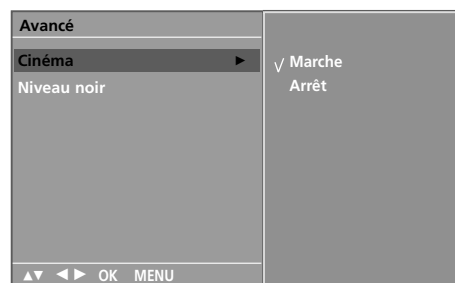 Avancé
Cinéma ►
Niveau noir
√ Marche
Arrêt
▲▼ ◄► OK MENU